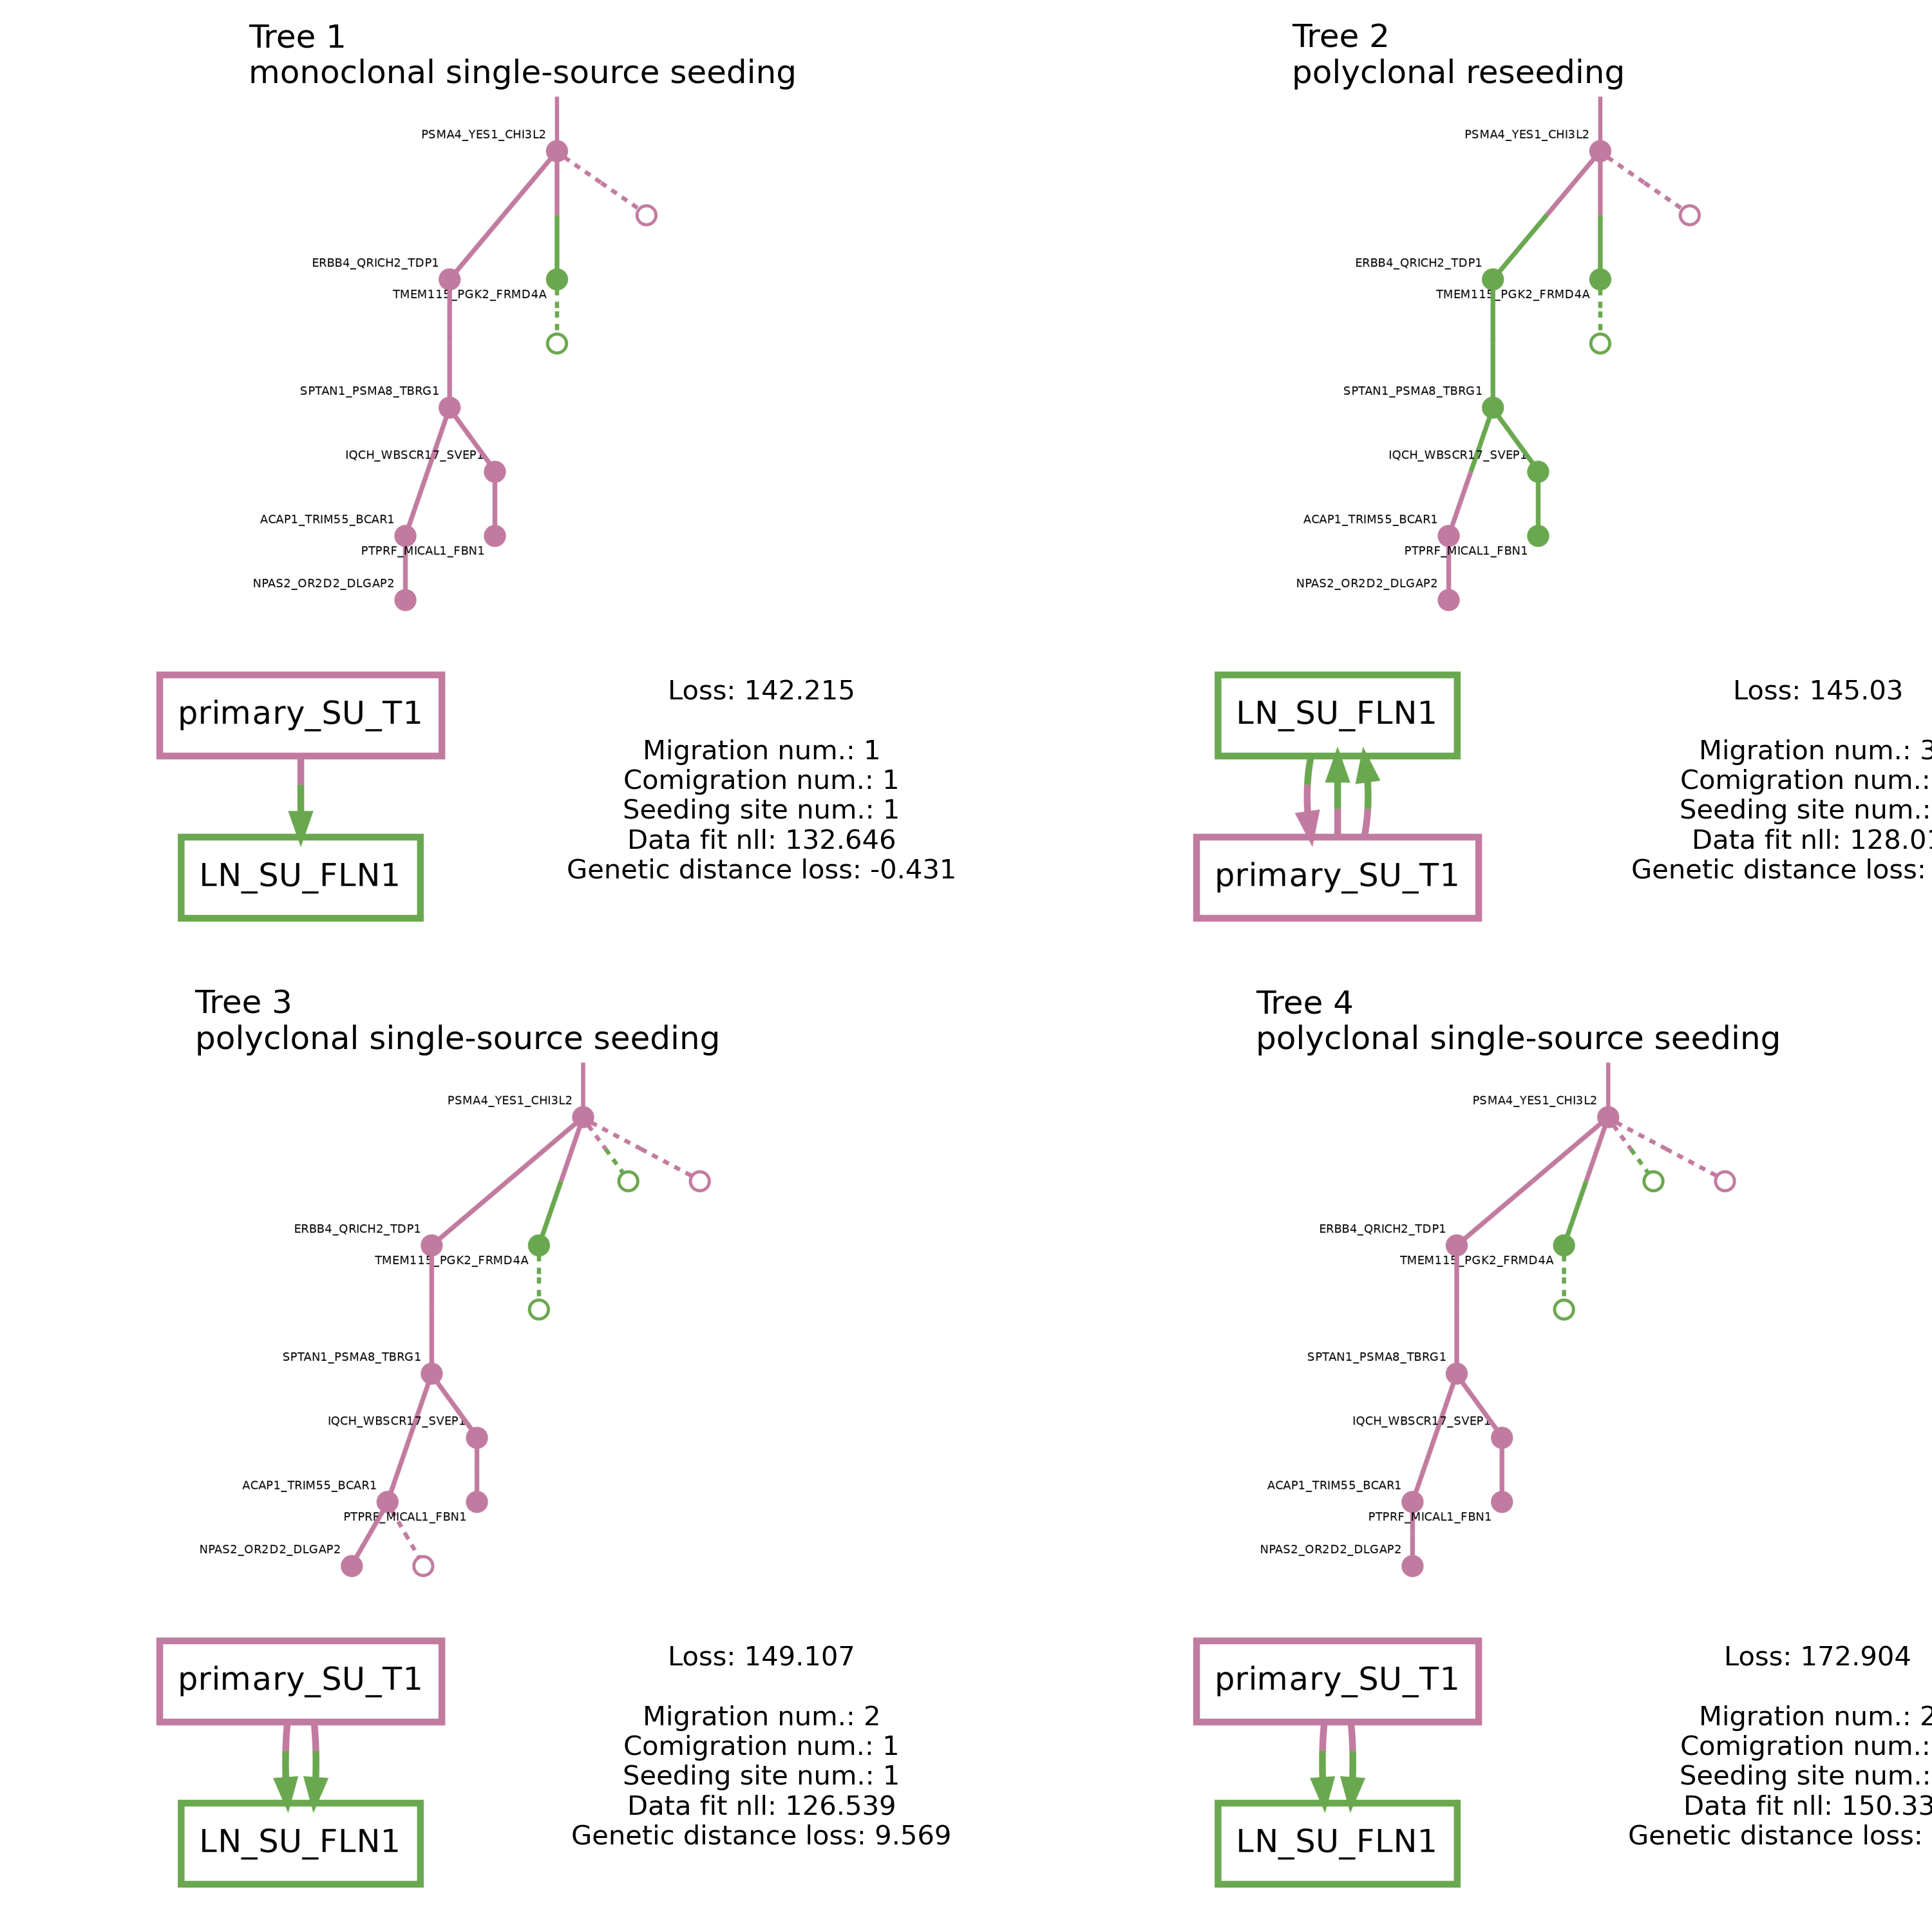 Tree 1
monoclonal single-source seeding
PSMA4_YES1_CHI3L2
ERBB4_QRICH2_TDP1
TMEM115_PGK2_FRMD4A
SPTAN1_PSMA8_TBRG1
IQCH_WBSCR17_SVEP1
ACAP1_TRIM55_BCAR1
PTPRF_MICAL1_FBN1
NPAS2_OR2D2_DLGAP2
primary_SU_T1
LN_SU_FLN1
Loss: 142.215
Migration num.: 1
Comigration num.: 1
Seeding site num.: 1
Data fit nll: 132.646
Genetic distance loss: -0.431
Tree 2
polyclonal reseeding
PSMA4_YES1_CHI3L2
ERBB4_QRICH2_TDP1
TMEM115_PGK2_FRMD4A
SPTAN1_PSMA8_TBRG1
IQCH_WBSCR17_SVEP1
ACAP1_TRIM55_BCAR1
PTPRF_MICAL1_FBN1
NPAS2_OR2D2_DLGAP2
LN_SU_FLN1
primary_SU_T1
Loss: 145.03
Migration num.: 3
Comigration num.:
Seeding site num.:
Data fit nll: 128.01
Genetic distance loss:
Tree 3
polyclonal single-source seeding
PSMA4_YES1_CHI3L2
ERBB4_QRICH2_TDP1
TMEM115_PGK2_FRMD4A
SPTAN1_PSMA8_TBRG1
IQCH_WBSCR17_SVEP1
ACAP1_TRIM55_BCAR1
PTPRF_MICAL1_FBN1
NPAS2_OR2D2_DLGAP2
primary_SU_T1
LN_SU_FLN1
Loss: 149.107
Migration num.: 2
Comigration num.: 1
Seeding site num.: 1
Data fit nll: 126.539
Genetic distance loss: 9.569
Tree 4
polyclonal single-source seeding
PSMA4_YES1_CHI3L2
ERBB4_QRICH2_TDP1
TMEM115_PGK2_FRMD4A
SPTAN1_PSMA8_TBRG1
IQCH_WBSCR17_SVEP1
ACAP1_TRIM55_BCAR1
PTPRF_MICAL1_FBN1
NPAS2_OR2D2_DLGAP2
primary_SU_T1
LN_SU_FLN1
Loss: 172.904
Migration num.: 2
Comigration num.:
Seeding site num.:
Data fit nll: 150.33
Genetic distance loss: